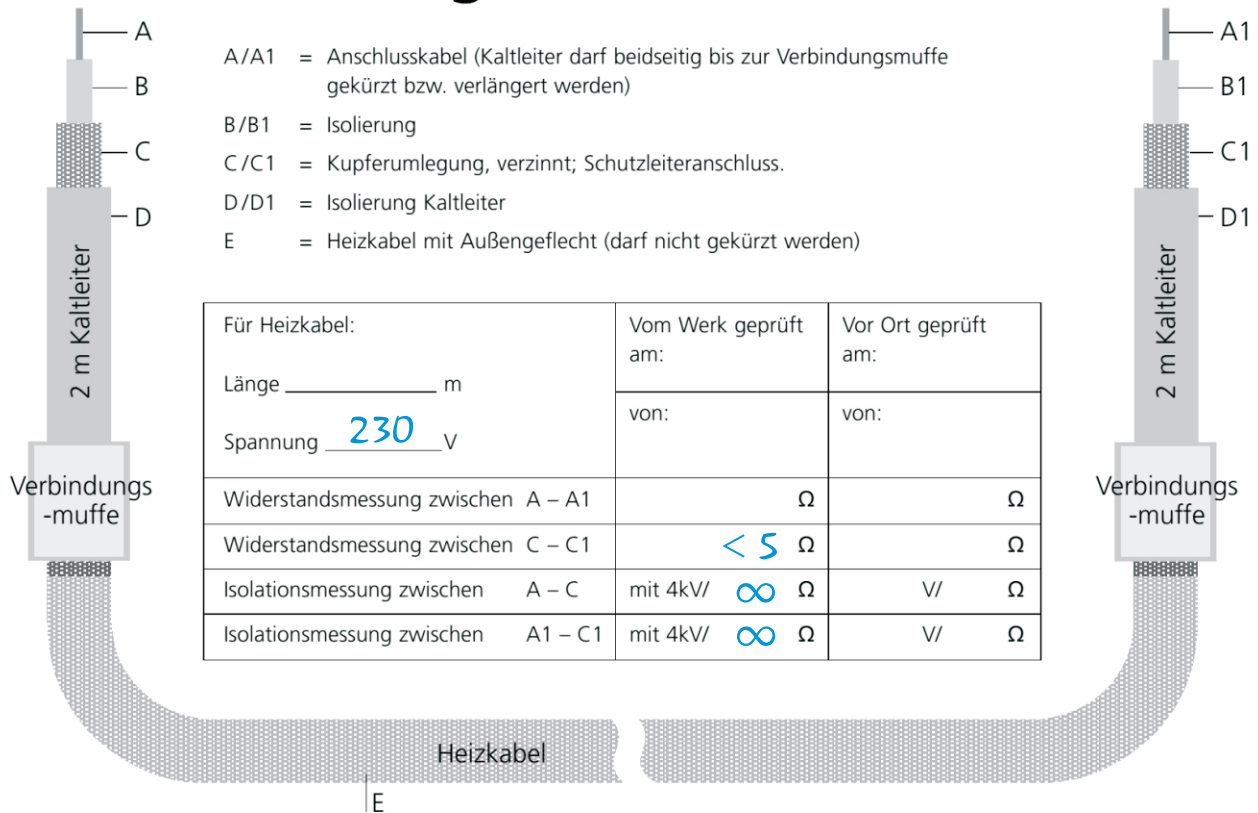 A
B
C
D
2 m Kaltleiter
Verbindungs
-muffe
A/A1 = Anschlusskabel (Kaltleiter darf beidseitig bis zur Verbindungsmuffe
gekürzt bzw. verlängert werden)
B/B1 = Isolierung
C/C1 = Kupferumlegung, verzinnt; Schutzleiteranschluss.
D/D1 = Isolierung Kaltleiter
E = Heizkabel mit Außengeflecht (darf nicht gekürzt werden)
A1
B1
C1
D1
2 m Kaltleiter
Verbindungs
-muffe
Für Heizkabel:
Länge ____________ m
Spannung 230 V
Vom Werk geprüft
am:
von:
Vor Ort geprüft
am:
von:
Widerstandsmessung zwischen A – A1 Ω Ω
Widerstandsmessung zwischen C – C1 < 5 Ω Ω
Isolationsmessung zwischen A – C mit 4kV/ ∞ Ω V/ Ω
Isolationsmessung zwischen A1 – C1 mit 4kV/ ∞ Ω V/ Ω
Heizkabel
E